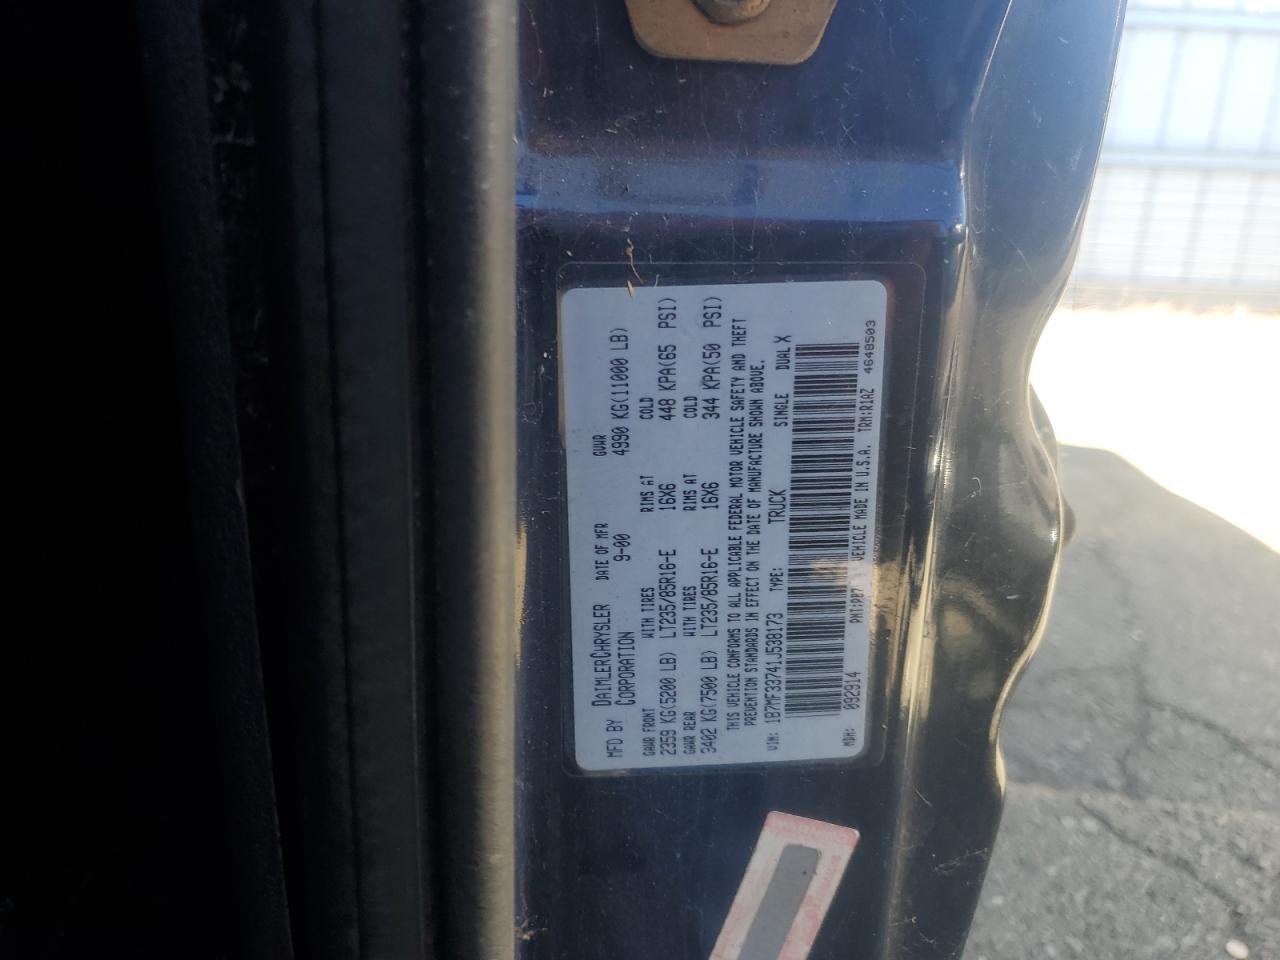 MFD BY DAIMLERCHRYSLER CORPORATION DATE OF MFR 9-00 GVWR 4990 KG(11000 LB)
GAWR FRONT WITH TIRES RIMS AT COLD
2359 KG(5200 LB) LT235/85R16-E 16X6 448 KPA(65 PSI)
GAWR REAR WITH TIRES RIMS AT COLD
3402 KG(7500 LB) LT235/85R16-E 16X6 344 KPA(50 PSI)
THIS VEHICLE CONFORMS TO ALL APPLICABLE FEDERAL MOTOR VEHICLE SAFETY AND THEFT
PREVENTION STANDARDS IN EFFECT ON THE DATE OF MANUFACTURE SHOWN ABOVE.
VIN: 1B7MF33741J538173 TYPE: TRUCK SINGLE DUAL X
MDH: 092914 PNT:PB7 VEHICLE MADE IN U.S.A. TRM:R1AZ 4648503